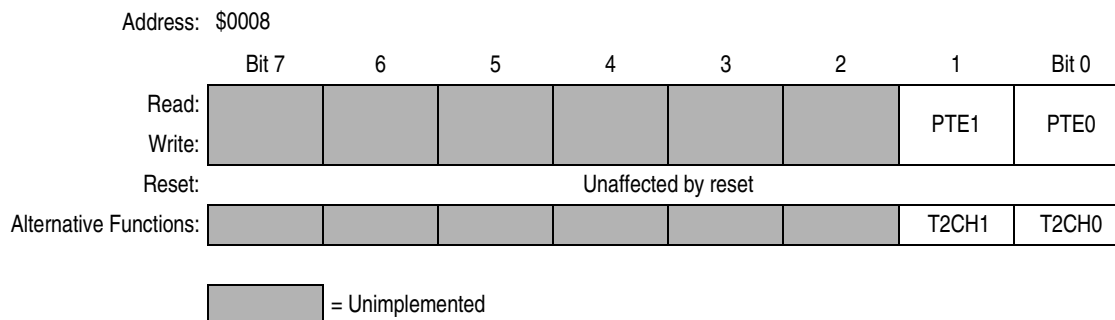 Address: $0008
Bit 7 6 5 4 3 2 1 Bit 0
Read:
PTE1 PTE0
Write:
Reset: Unaffected by reset
Alternative Functions: T2CH1 T2CH0
= Unimplemented